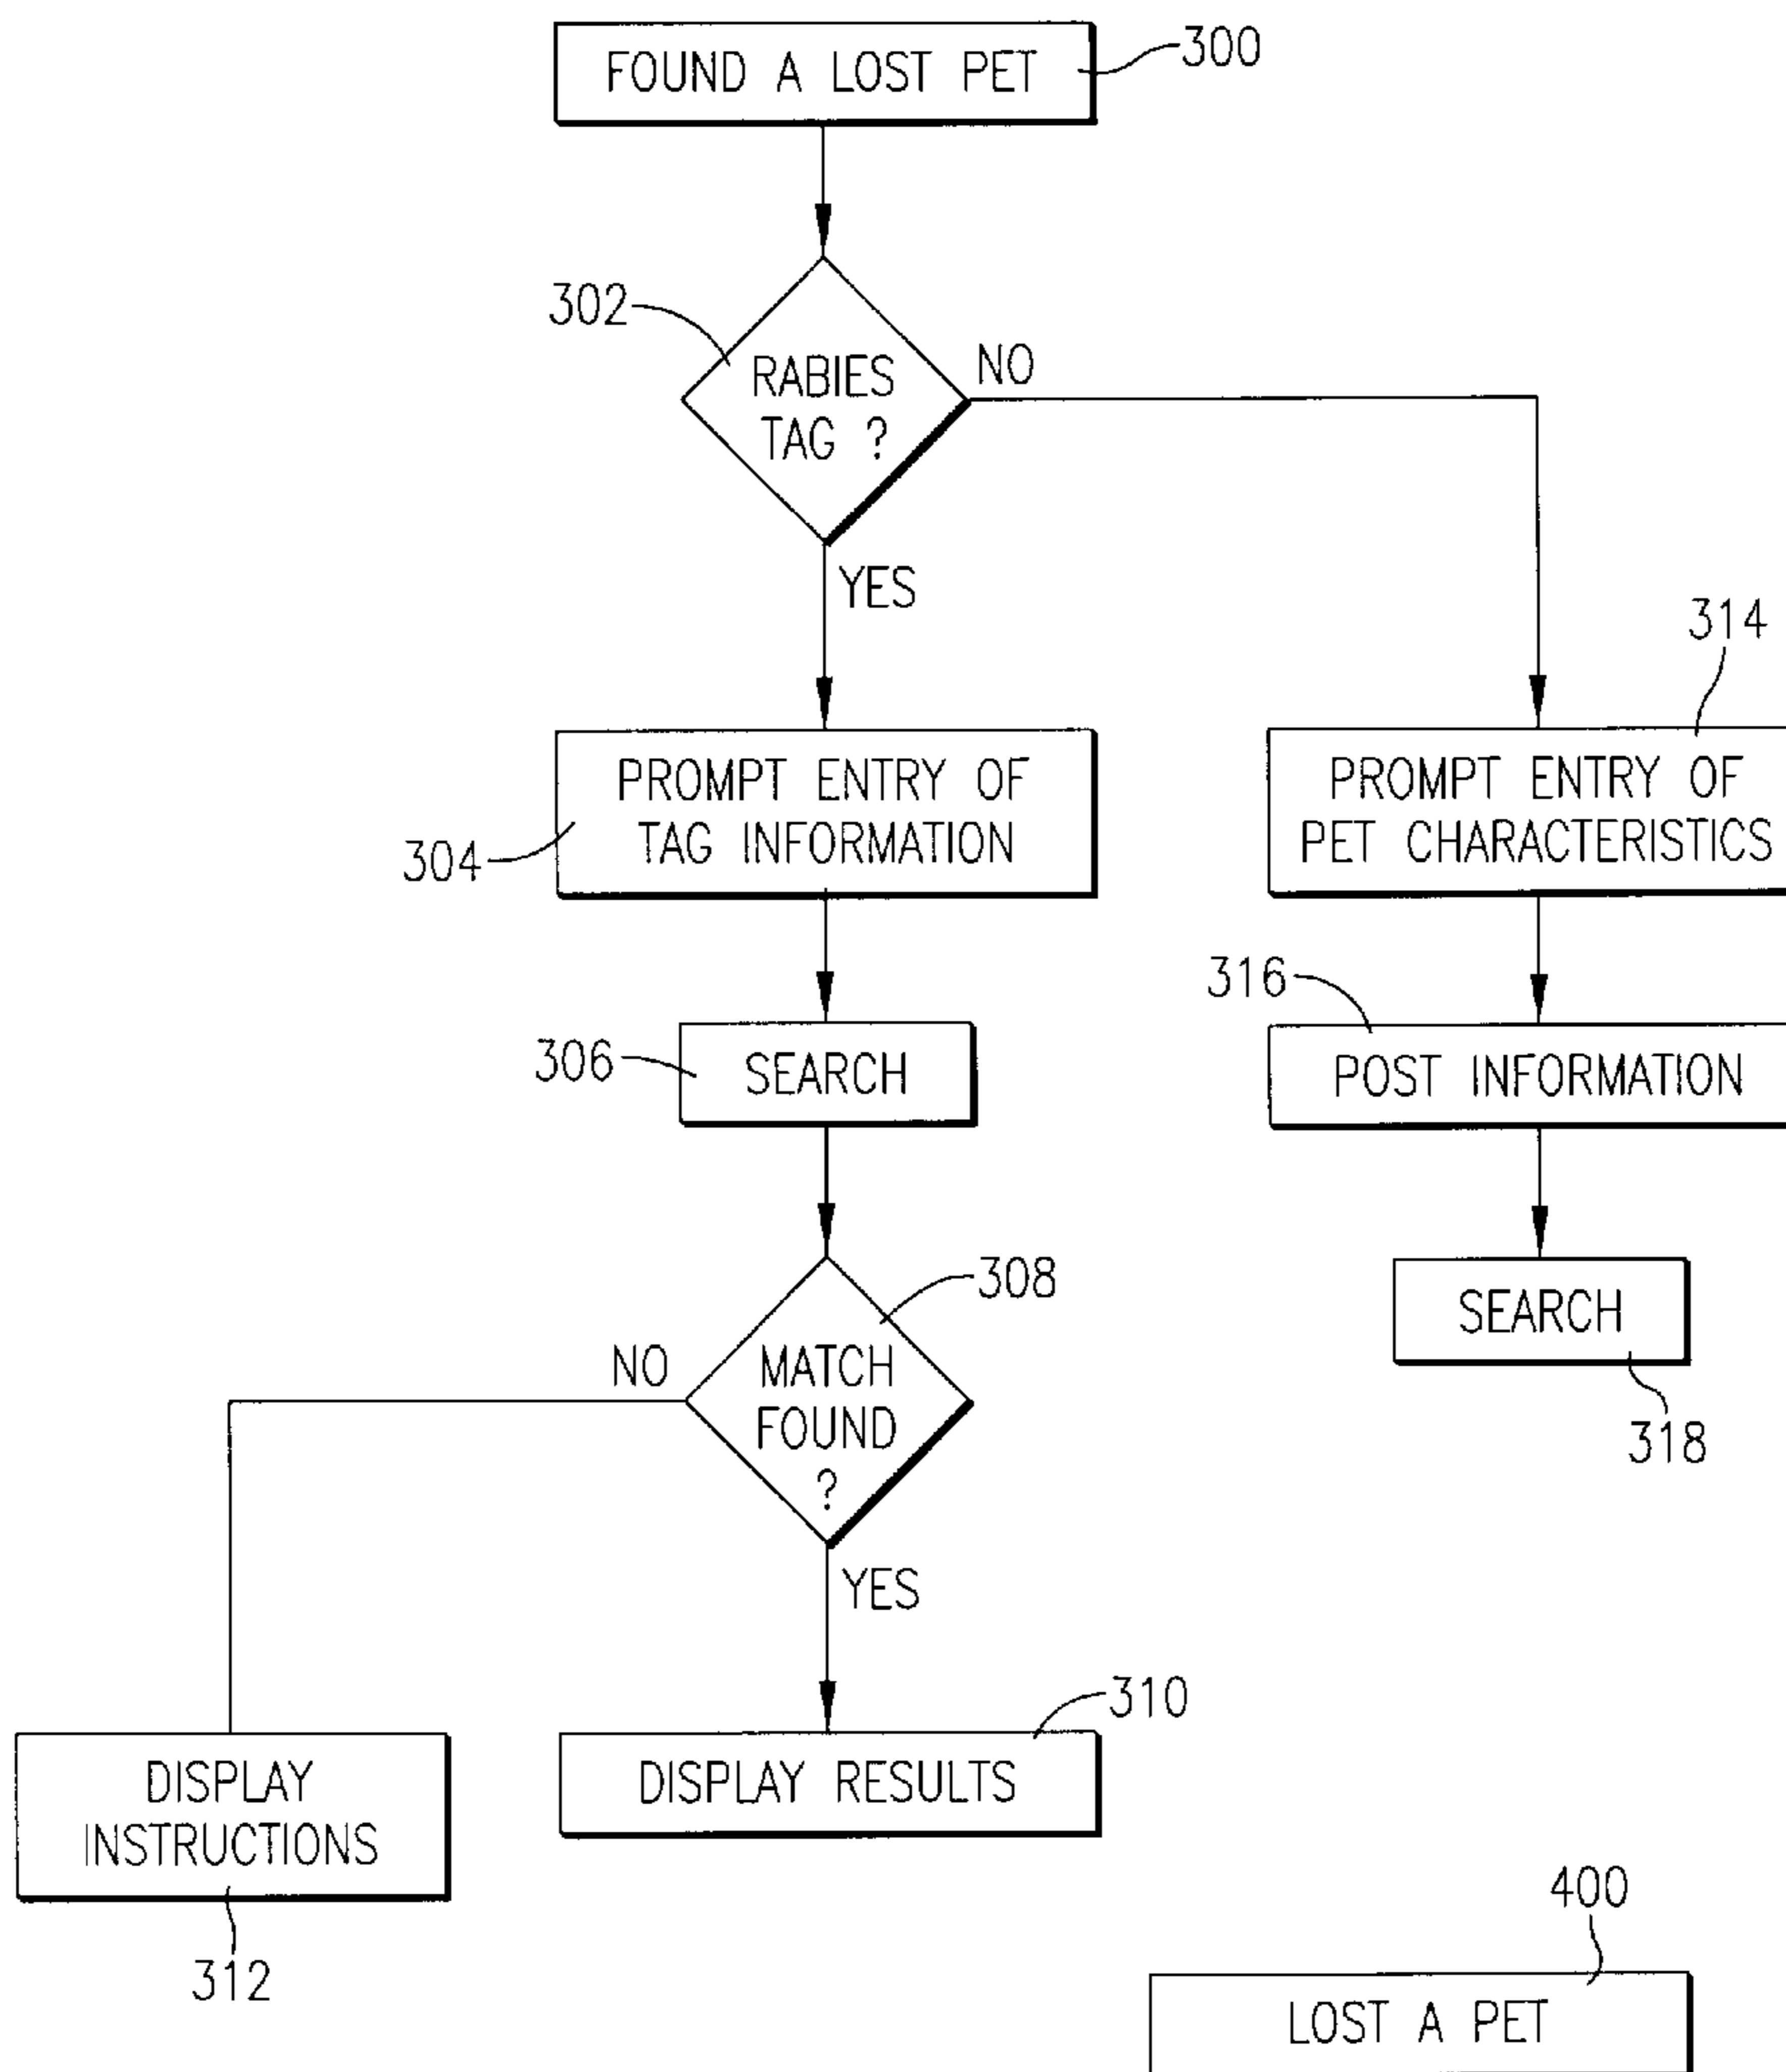 FOUND A LOST PET
300
302
RABIES
TAG ?
NO
YES
314
PROMPT ENTRY OF
TAG INFORMATION
304
PROMPT ENTRY OF
PET CHARACTERISTICS
316
POST INFORMATION
306
SEARCH
308
SEARCH
318
NO
MATCH
FOUND
?
YES
310
DISPLAY
INSTRUCTIONS
312
DISPLAY RESULTS
400
LOST A PET